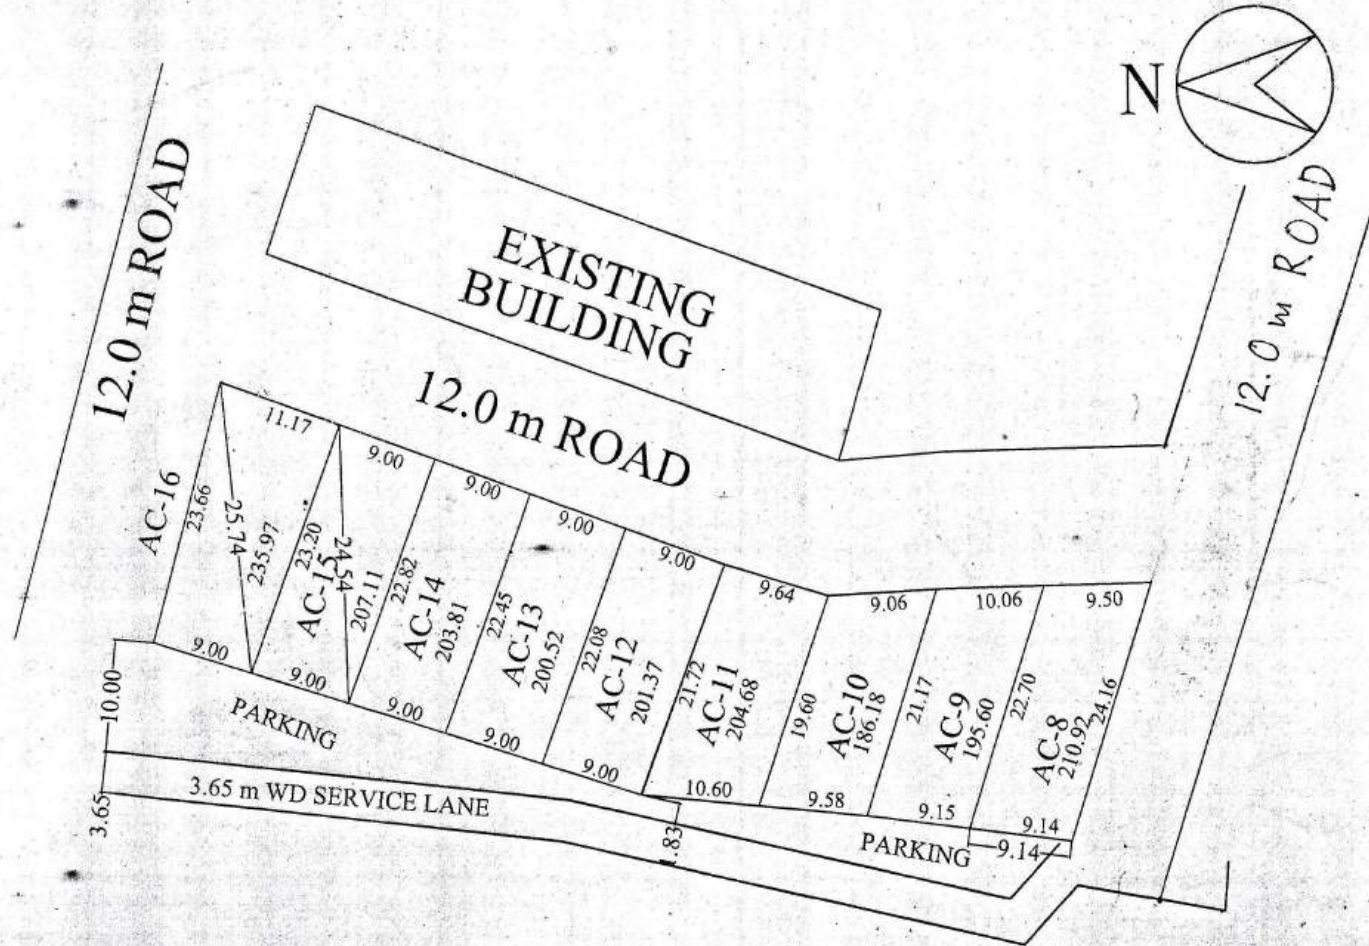 N
12.0 m ROAD
12.0 m ROAD
EXISTING
BUILDING
12.0 m ROAD
11.17
9.00
9.00
9.00
9.00
9.64
9.06
10.06
9.50
AC-16
23.66
25.74
235.97
23.20
AC-15
24.54
207.11
22.82
AC-14
203.81
22.45
AC-13
200.52
22.08
AC-12
201.37
21.72
AC-11
204.68
19.60
AC-10
186.18
21.17
AC-9
195.60
22.70
AC-8
210.92
24.16
9.00
9.00
9.00
9.00
9.00
10.60
9.58
9.15
9.14
9.14
10.00
PARKING
3.65
3.65 m WD SERVICE LANE
1.83
PARKING